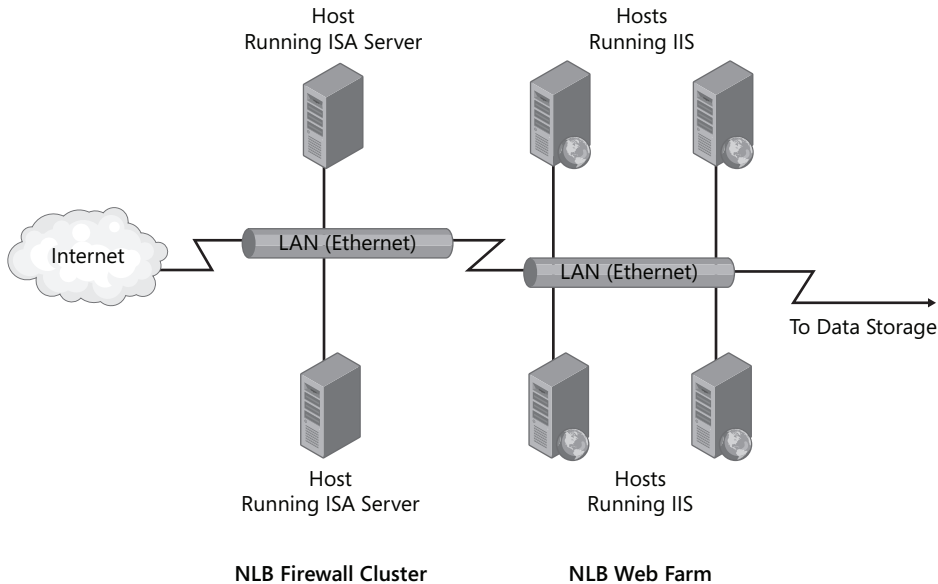 Host
Running ISA Server
Hosts
Running IIS
Internet
LAN (Ethernet)
LAN (Ethernet)
To Data Storage
Host
Running ISA Server
Hosts
Running IIS
NLB Firewall Cluster
NLB Web Farm